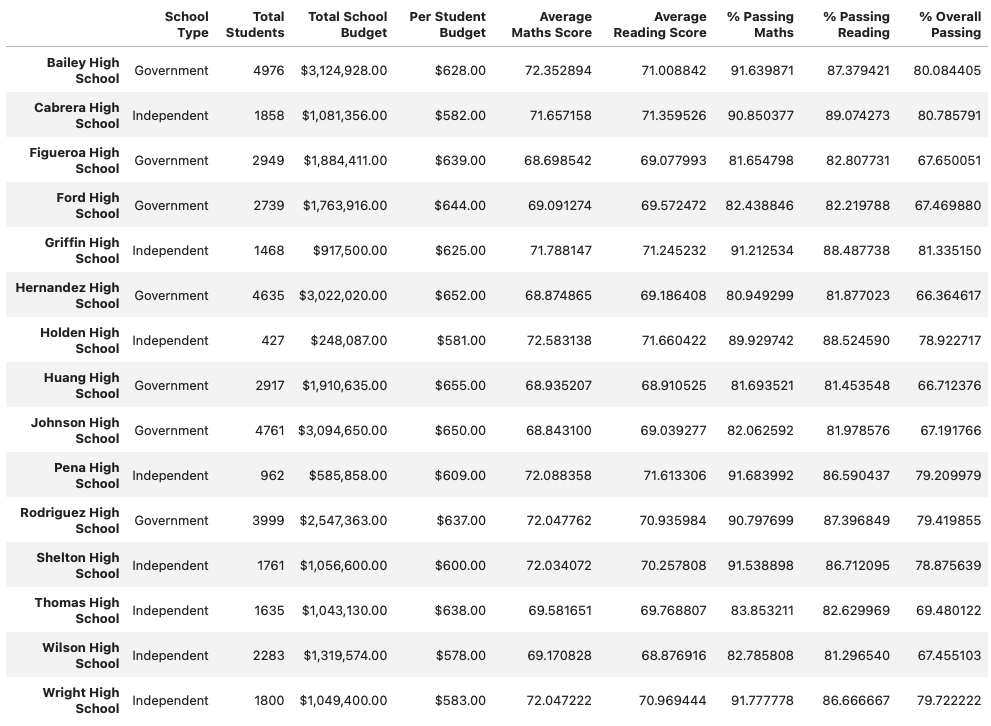 School Type Total Students Total School Budget Per Student Budget Average Maths Score Average Reading Score % Passing Maths % Passing Reading % Overall Passing
Bailey High School Government 4976 $3,124,928.00 $628.00 72.352894 71.008842 91.639871 87.379421 80.084405
Cabrera High School Independent 1858 $1,081,356.00 $582.00 71.657158 71.359526 90.850377 89.074273 80.785791
Figueroa High School Government 2949 $1,884,411.00 $639.00 68.698542 69.077993 81.654798 82.807731 67.650051
Ford High School Government 2739 $1,763,916.00 $644.00 69.091274 69.572472 82.438846 82.219788 67.469880
Griffin High School Independent 1468 $917,500.00 $625.00 71.788147 71.245232 91.212534 88.487738 81.335150
Hernandez High School Government 4635 $3,022,020.00 $652.00 68.874865 69.186408 80.949299 81.877023 66.364617
Holden High School Independent 427 $248,087.00 $581.00 72.583138 71.660422 89.929742 88.524590 78.922717
Huang High School Government 2917 $1,910,635.00 $655.00 68.935207 68.910525 81.693521 81.453548 66.712376
Johnson High School Government 4761 $3,094,650.00 $650.00 68.843100 69.039277 82.062592 81.978576 67.191766
Pena High School Independent 962 $585,858.00 $609.00 72.088358 71.613306 91.683992 86.590437 79.209979
Rodriguez High School Government 3999 $2,547,363.00 $637.00 72.047762 70.935984 90.797699 87.396849 79.419855
Shelton High School Independent 1761 $1,056,600.00 $600.00 72.034072 70.257808 91.538898 86.712095 78.875639
Thomas High School Independent 1635 $1,043,130.00 $638.00 69.581651 69.768807 83.853211 82.629969 69.480122
Wilson High School Independent 2283 $1,319,574.00 $578.00 69.170828 68.876916 82.785808 81.296540 67.455103
Wright High School Independent 1800 $1,049,400.00 $583.00 72.047222 70.969444 91.777778 86.666667 79.722222